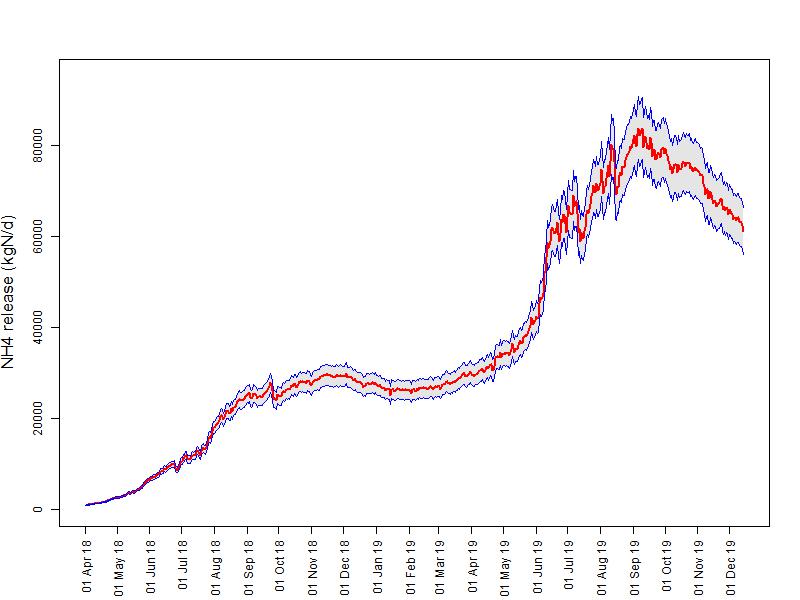 NH4 release (kgN/d)
80000
60000
40000
20000
0
01 Apr 18
01 May 18
01 Jun 18
01 Jul 18
01 Aug 18
01 Sep 18
01 Oct 18
01 Nov 18
01 Dec 18
01 Jan 19
01 Feb 19
01 Mar 19
01 Apr 19
01 May 19
01 Jun 19
01 Jul 19
01 Aug 19
01 Sep 19
01 Oct 19
01 Nov 19
01 Dec 19